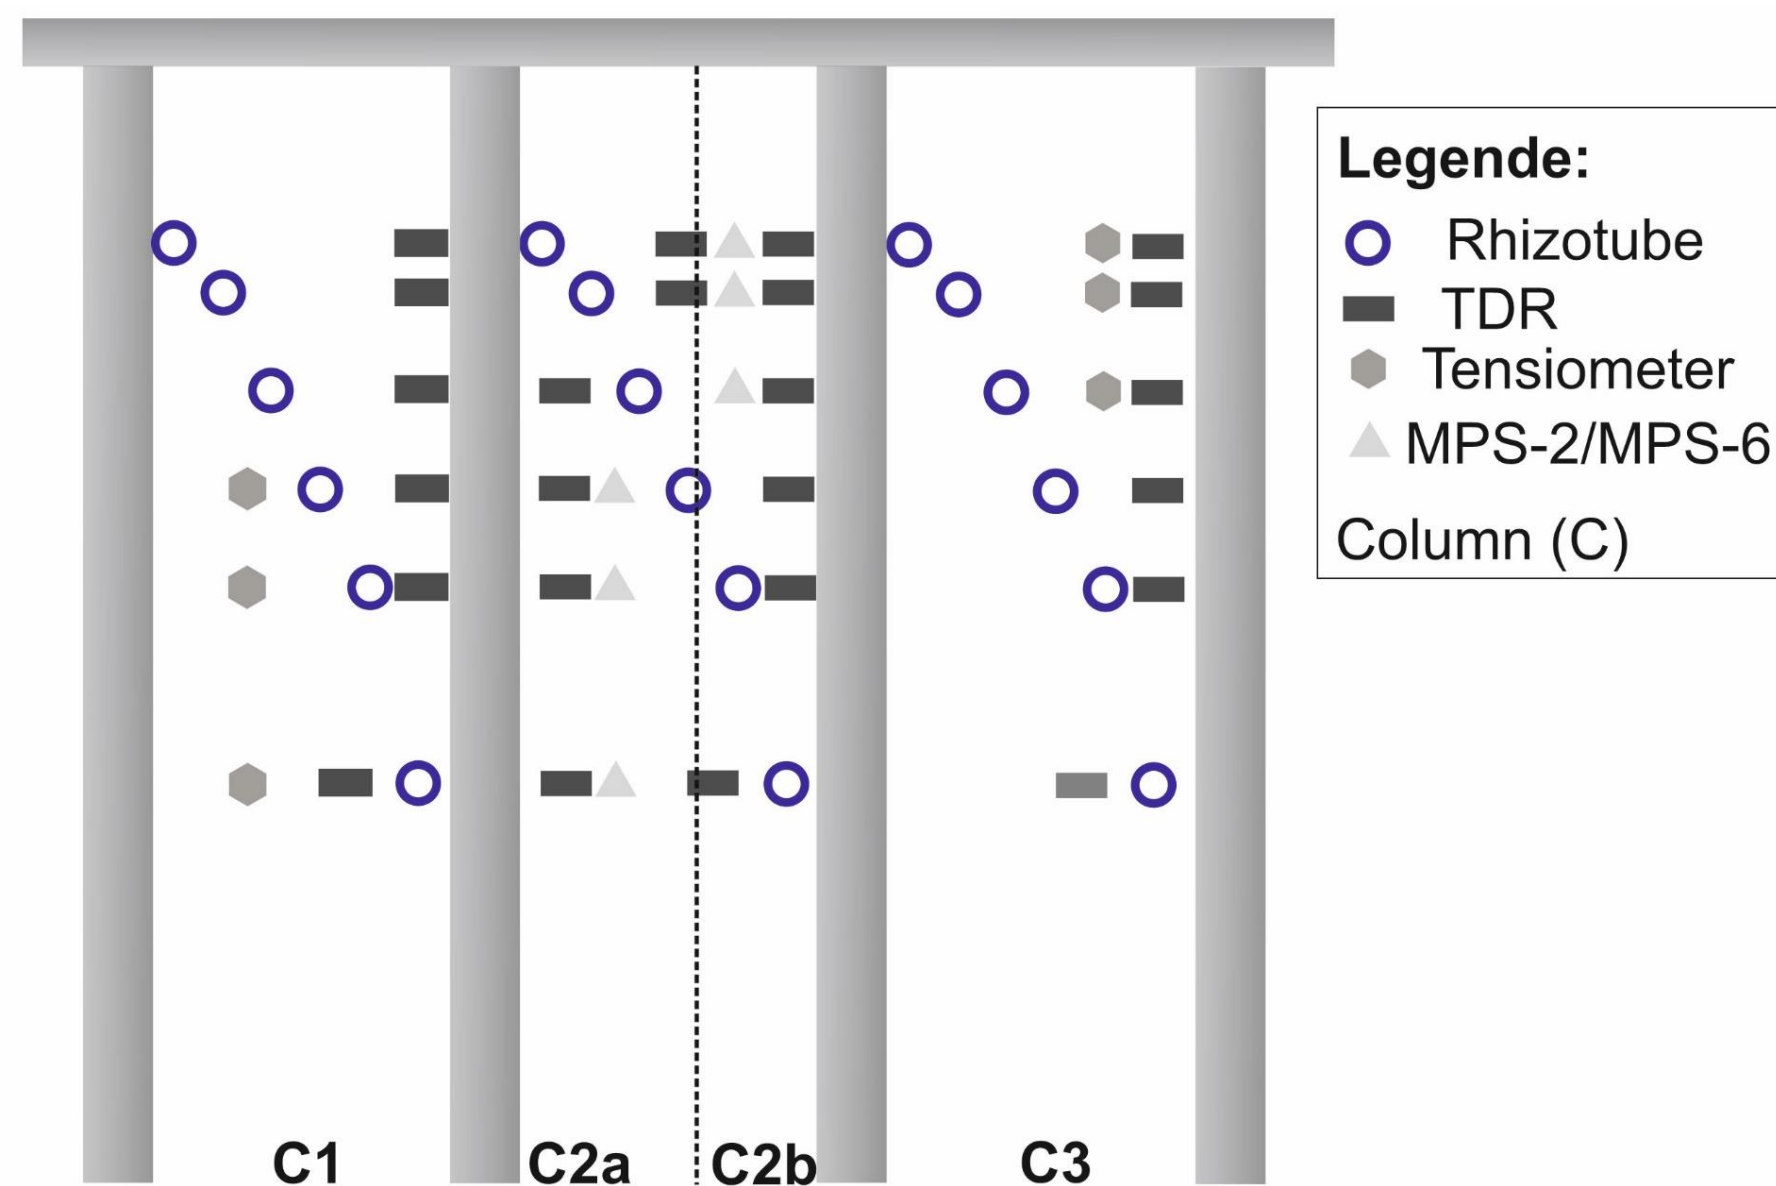 Legende:
Rhizotube
TDR
Tensiometer
MPS-2/MPS-6
Column (C)
C1 C2a C2b C3